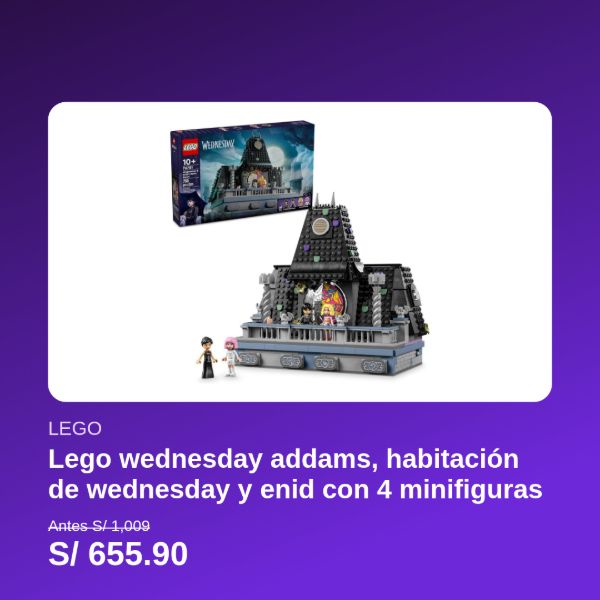 LEGO
WEDNESDAY
10+
LEGO
Lego wednesday addams, habitación
de wednesday y enid con 4 minifiguras
Antes S/ 1,009
S/ 655.90